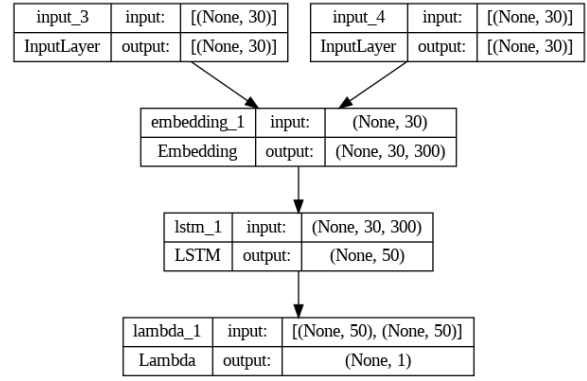 input_3 input: [(None, 30)]
InputLayer output: [(None, 30)]
input_4 input: [(None, 30)]
InputLayer output: [(None, 30)]
embedding_1 input: (None, 30)
Embedding output: (None, 30, 300)
lstm_1 input: (None, 30, 300)
LSTM output: (None, 50)
lambda_1 input: [(None, 50), (None, 50)]
Lambda output: (None, 1)